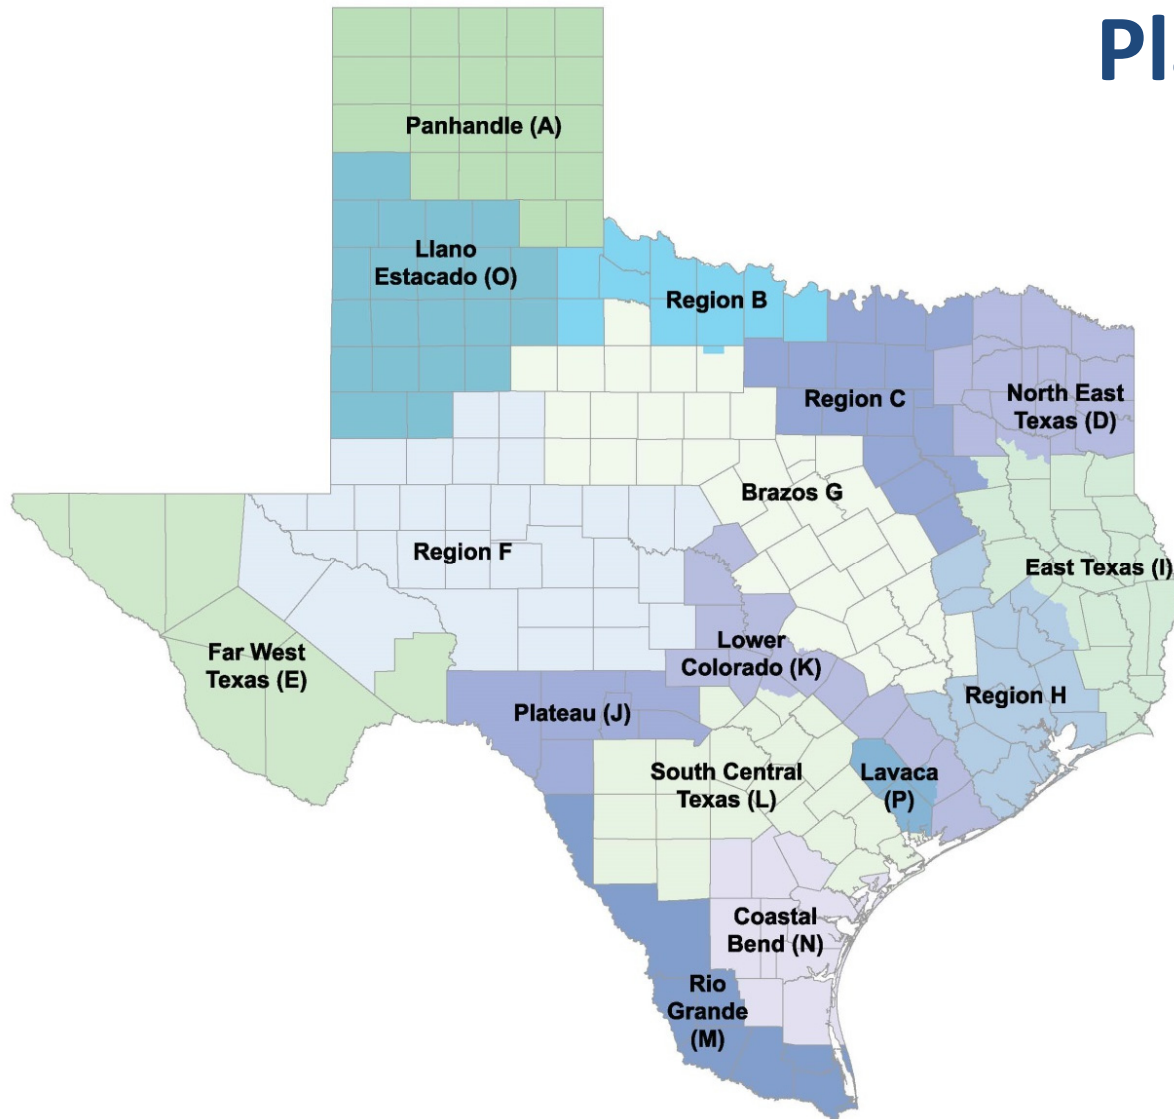 Pl
Panhandle (A)
Llano
Estacado (O)
Region B
Region C
North East
Texas (D)
Brazos G
Region F
East Texas (I)
Far West
Texas (E)
Lower
Colorado (K)
Region H
Plateau (J)
South Central
Texas (L)
Lavaca
(P)
Coastal
Bend (N)
Rio
Grande
(M)